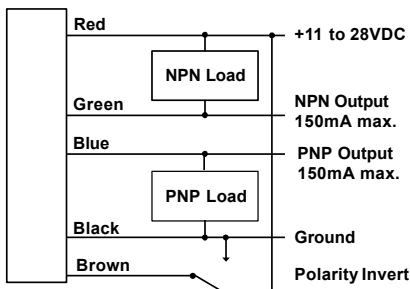 Red
+11 to 28VDC
NPN Load
Green
NPN Output
150mA max.
Blue
PNP Output
150mA max.
PNP Load
Black
Ground
Brown
Polarity Invert